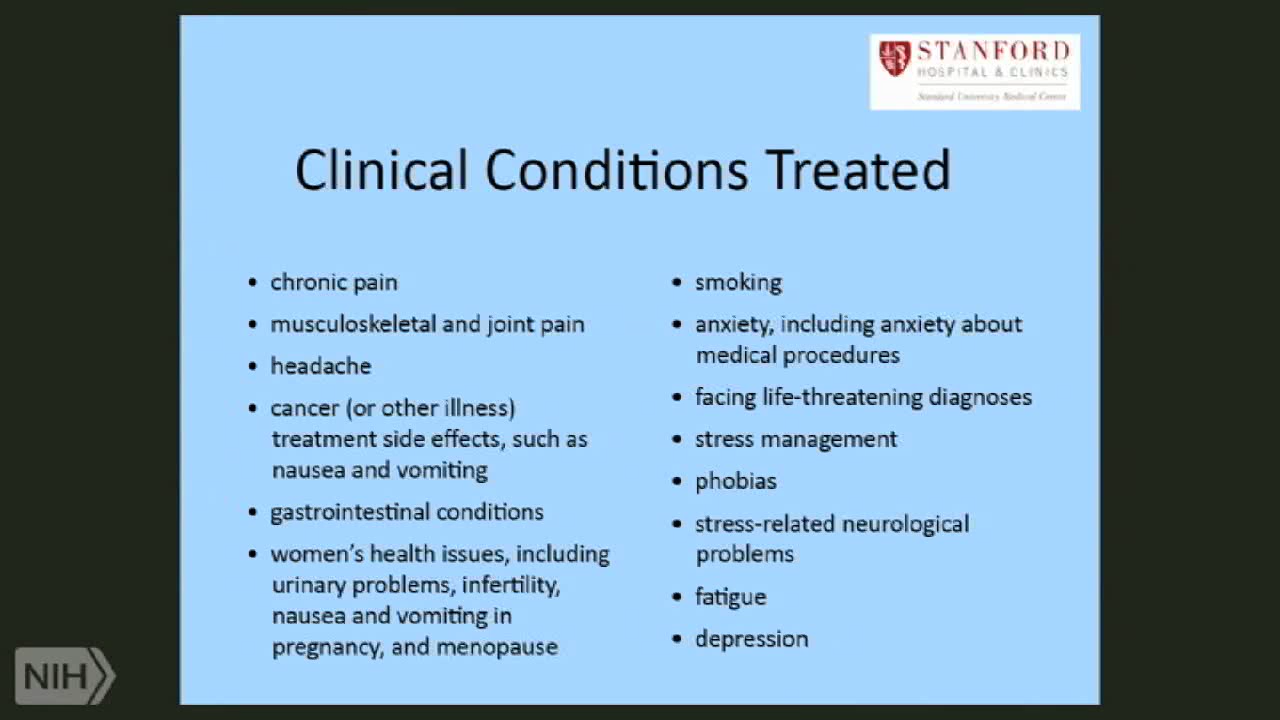 STANFORD
HOSPITAL & CLINICS
Stanford University Medical Center
Clinical Conditions Treated
• chronic pain
• musculoskeletal and joint pain
• headache
• cancer (or other illness)
treatment side effects, such as
nausea and vomiting
• gastrointestinal conditions
• women’s health issues, including
urinary problems, infertility,
nausea and vomiting in
pregnancy, and menopause
• smoking
• anxiety, including anxiety about
medical procedures
• facing life-threatening diagnoses
• stress management
• phobias
• stress-related neurological
problems
• fatigue
• depression
NIH